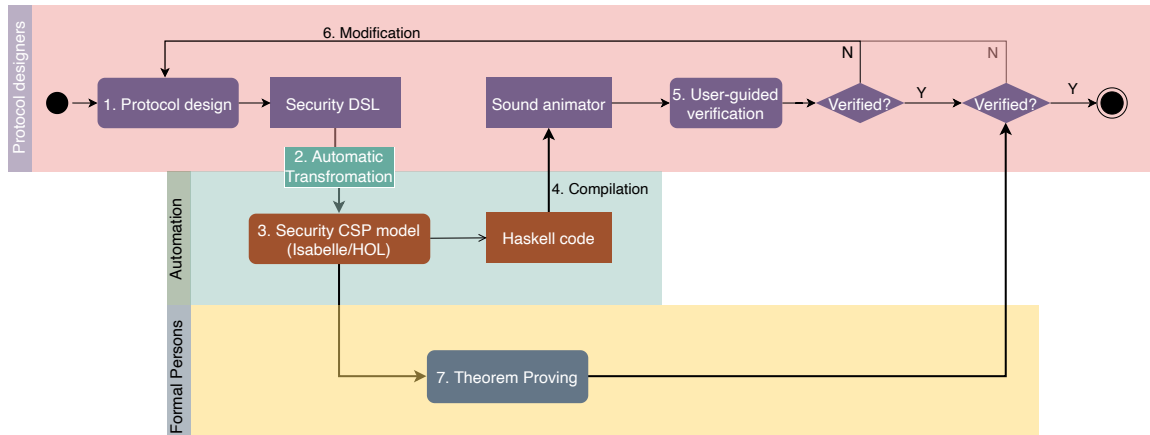 Protocol designers
6. Modification
N
N
1. Protocol design
Security DSL
Sound animator
5. User-guided
verification
Verified?
Y
Verified?
Y
2. Automatic
Transfromation
4. Compilation
Automation
3. Security CSP model
(Isabelle/HOL)
Haskell code
Formal Persons
7. Theorem Proving